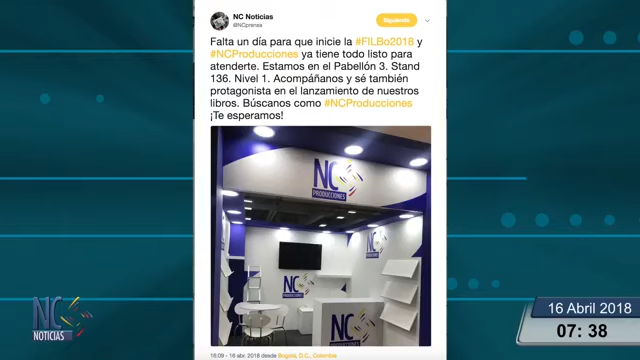 NC Noticias
@NCprensa
Siguiendo
Falta un día para que inicie la #FILBo2018 y
#NCProducciones ya tiene todo listo para
atenderte. Estamos en el Pabellón 3. Stand
136. Nivel 1. Acompáñanos y sé también
protagonista en el lanzamiento de nuestros
libros. Búscanos como #NCProducciones
¡Te esperamos!
NC
PRODUCCIONES
NC
NC
PRODUCCIONES
NC
16:09 - 16 abr. 2018 desde Bogotá, D.C., Colombia
NC
NOTICIAS
16 Abril 2018
07: 38